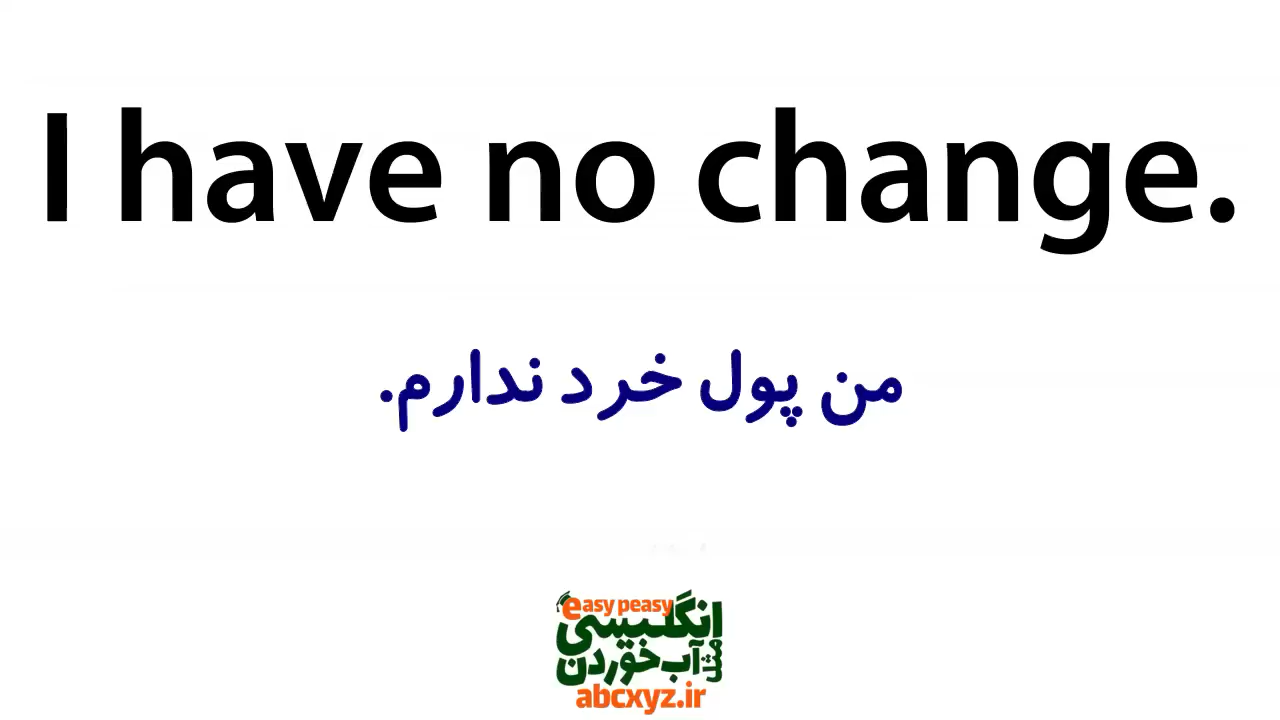 I have no change.
من پول خرد ندارم.
easy peasy
انگلیسی
مثل آب خوردن
abcxyz.ir